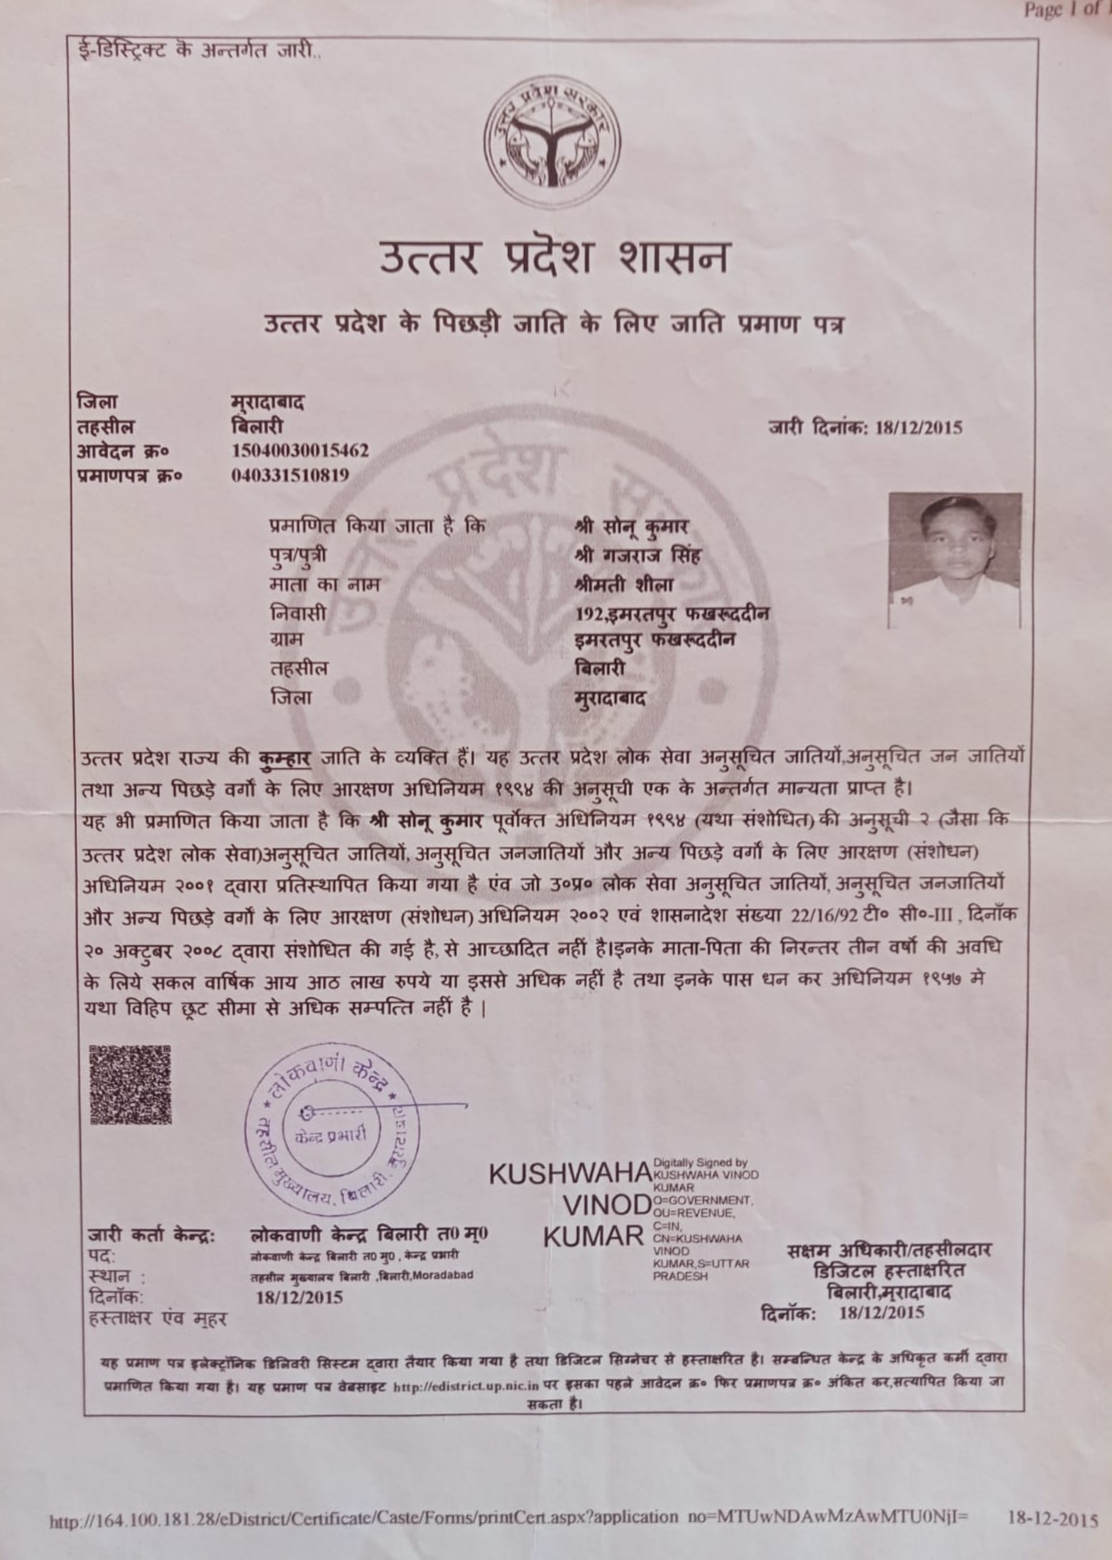 Page 1 of 1
ई-डिस्ट्रिक्ट के अन्तर्गत जारी..
उत्तर प्रदेश सरकार
उत्तर प्रदेश शासन
उत्तर प्रदेश के पिछड़ी जाति के लिए जाति प्रमाण पत्र
जिला मुरादाबाद
तहसील बिलारी
जारी दिनांक: 18/12/2015
आवेदन क्र० 15040030015462
प्रमाणपत्र क्र० 040331510819
प्रमाणित किया जाता है कि श्री सोनू कुमार
पुत्र/पुत्री श्री गजराज सिंह
माता का नाम श्रीमती शीला
निवासी 192,इमरतपुर फखरूददीन
ग्राम इमरतपुर फखरूददीन
तहसील बिलारी
जिला मुरादाबाद
उत्तर प्रदेश राज्य की कुम्हार जाति के व्यक्ति हैं। यह उत्तर प्रदेश लोक सेवा अनुसूचित जातियों,अनुसूचित जन जातियों
तथा अन्य पिछड़े वर्गो के लिए आरक्षण अधिनियम १९९४ की अनुसूची एक के अन्तर्गत मान्यता प्राप्त है।
यह भी प्रमाणित किया जाता है कि श्री सोनू कुमार पूर्वोक्त अधिनियम १९९४ (यथा संशोधित) की अनुसूची २ (जैसा कि
उत्तर प्रदेश लोक सेवा)अनुसूचित जातियों, अनुसूचित जनजातियों और अन्य पिछड़े वर्गो के लिए आरक्षण (संशोधन)
अधिनियम २००१ द्वारा प्रतिस्थापित किया गया है एंव जो उ०प्र० लोक सेवा अनुसूचित जातियों, अनुसूचित जनजातियों
और अन्य पिछड़े वर्गो के लिए आरक्षण (संशोधन) अधिनियम २००२ एवं शासनादेश संख्या 22/16/92 टी० सी०-III , दिनाँक
२० अक्टुबर २००८ द्वारा संशोधित की गई है, से आच्छादित नहीं है।इनके माता-पिता की निरन्तर तीन वर्षो की अवधि
के लिये सकल वार्षिक आय आठ लाख रुपये या इससे अधिक नहीं है तथा इनके पास धन कर अधिनियम १९५७ मे
यथा विहिप छूट सीमा से अधिक सम्पत्ति नहीं है |
लोकवाणी केन्द्र
केन्द्र प्रभारी
तहसील मुख्यालय, बिलारी, मुरादाबाद
KUSHWAHA
VINOD
KUMAR
Digitally Signed by
KUSHWAHA VINOD
KUMAR
O=GOVERNMENT,
OU=REVENUE,
C=IN,
CN=KUSHWAHA
VINOD
KUMAR,S=UTTAR
PRADESH
जारी कर्ता केन्द्र: लोकवाणी केन्द्र बिलारी त0 मु0
पद: लोकवाणी केन्द्र बिलारी त0 मु0 , केन्द्र प्रभारी
स्थान : तहसील मुख्यालय बिलारी ,बिलारी,Moradabad
दिनॉक: 18/12/2015
हस्ताक्षर एंव मुहर
सक्षम अधिकारी/तहसीलदार
डिजिटल हस्ताक्षरित
बिलारी,मुरादाबाद
दिनॉक: 18/12/2015
यह प्रमाण पत्र इलेक्ट्रॉनिक डिलिवरी सिस्टम द्वारा तैयार किया गया है तथा डिजिटल सिग्नेचर से हस्ताक्षरित है। सम्बन्धित केन्द्र के अधिकृत कर्मी द्वारा
प्रमाणित किया गया है। यह प्रमाण पत्र वेबसाइट http://edistrict.up.nic.in पर इसका पहले आवेदन क्र० फिर प्रमाणपत्र क्र० अंकित कर,सत्यापित किया जा
सकता है।
http://164.100.181.28/eDistrict/Certificate/Caste/Forms/printCert.aspx?application no=MTUwNDAwMzAwMTU0NjI= 18-12-2015